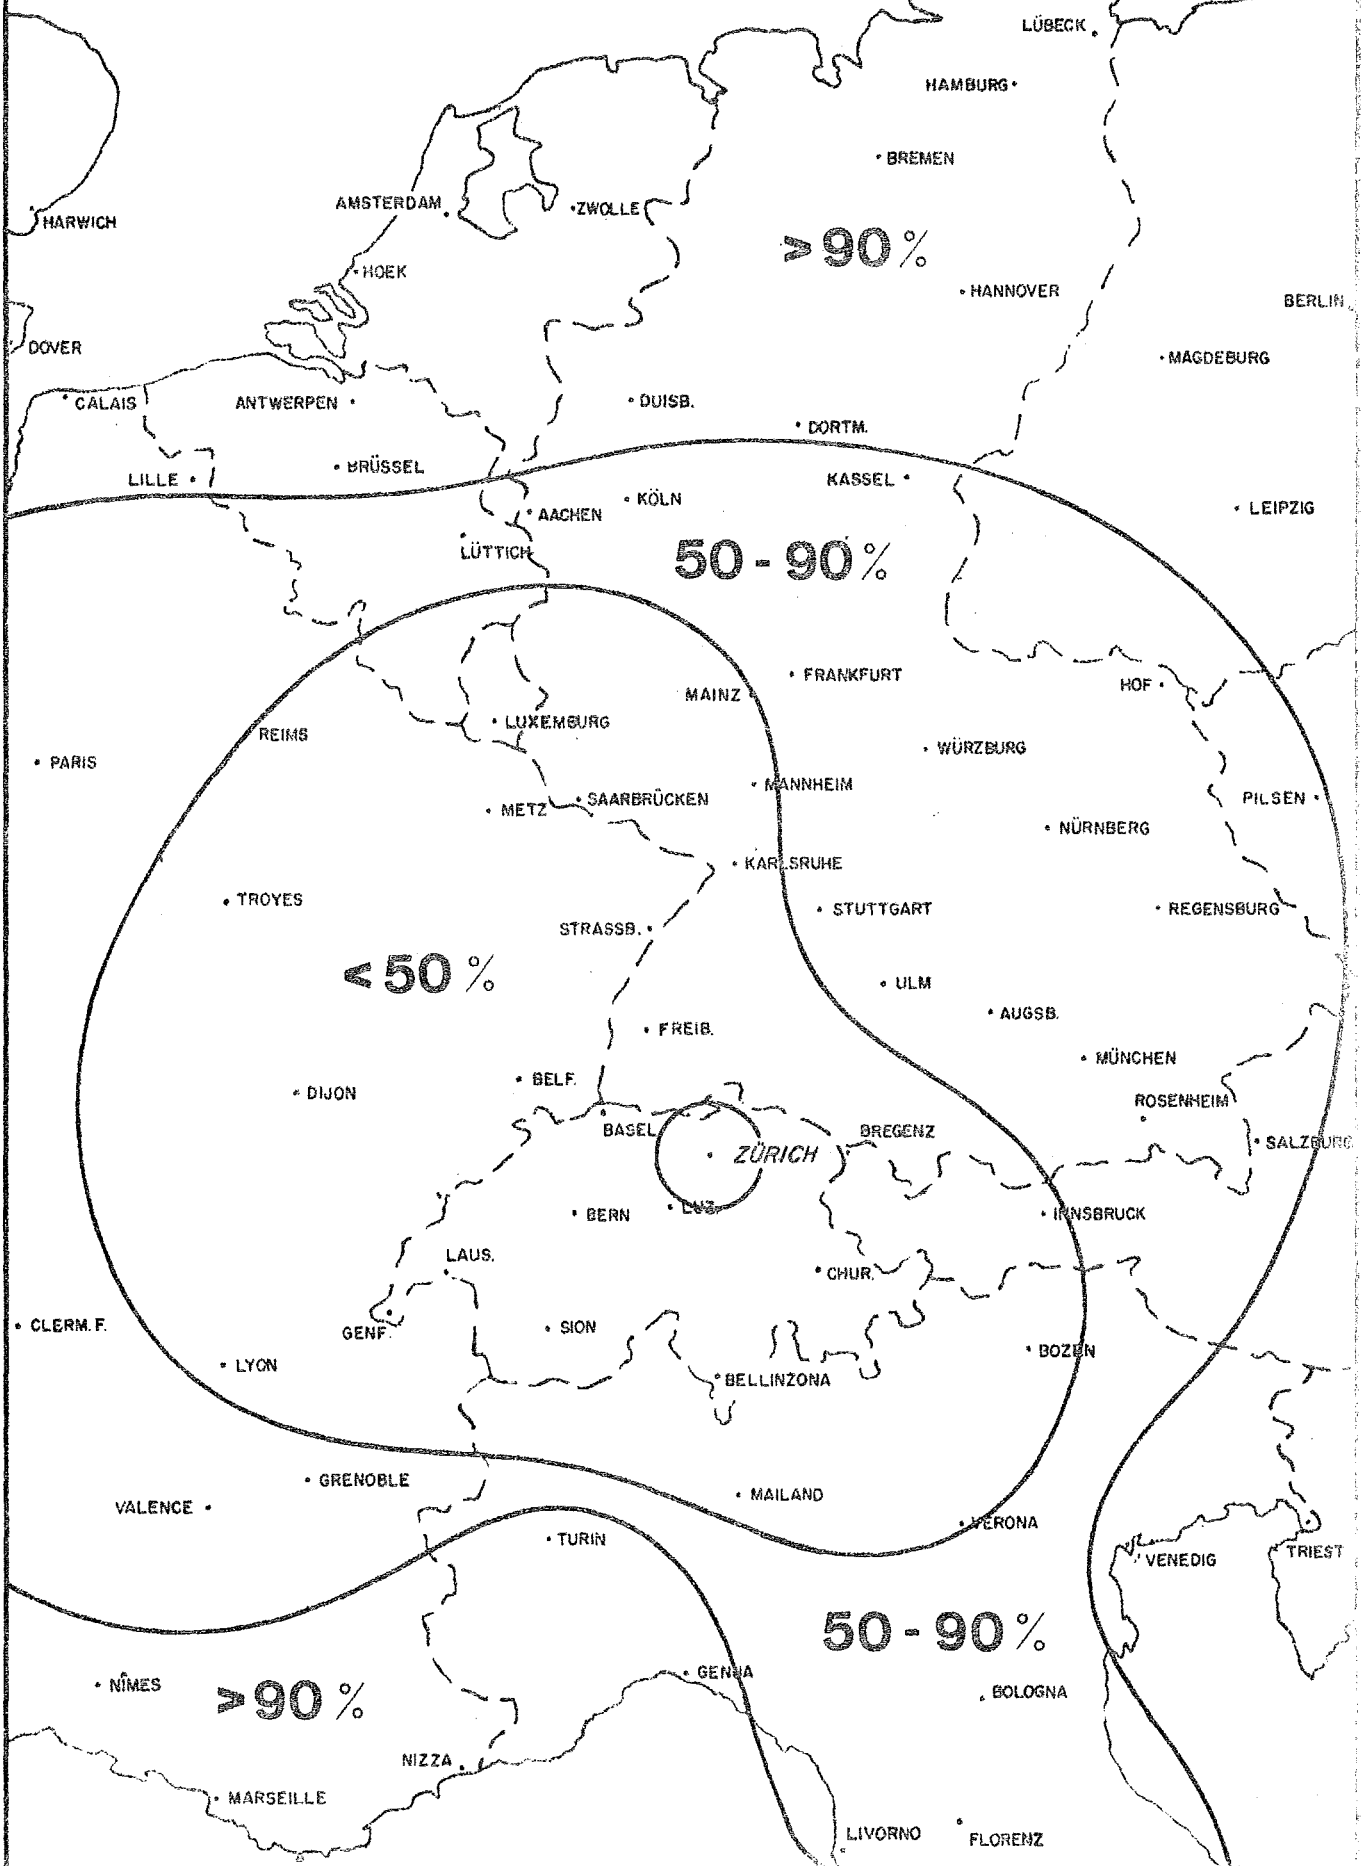 LÜBECK
HAMBURG
BREMEN
AMSTERDAM
ZWOLLE
HARWICH
>90%
HOEK
HANNOVER
BERLIN
DOVER
MAGDEBURG
CALAIS
ANTWERPEN
DUISB.
DORTM.
BRÜSSEL
LILLE
KASSEL
KÖLN
LEIPZIG
AACHEN
LÜTTICH
50-90%
FRANKFURT
HOF
MAINZ
LUXEMBURG
REIMS
WÜRZBURG
PARIS
MANNHEIM
SAARBRÜCKEN
PILSEN
METZ
NÜRNBERG
KARLSRUHE
TROYES
STUTTGART
REGENSBURG
STRASSB.
<50%
ULM
AUGSB.
FREIB.
MÜNCHEN
BELF.
DIJON
ROSENHEIM
BASEL
BREGENZ
SALZBURG
ZÜRICH
LUZ.
BERN
INNSBRUCK
LAUS.
CHUR.
CLERM.F.
GENF.
SION
BOZEN
LYON
BELLINZONA
GRENOBLE
MAILAND
VALENCE
VERONA
TURIN
VENEDIG
TRIEST
50-90%
GENUA
NÎMES
>90%
BOLOGNA
NIZZA
MARSEILLE
LIVORNO
FLORENZ